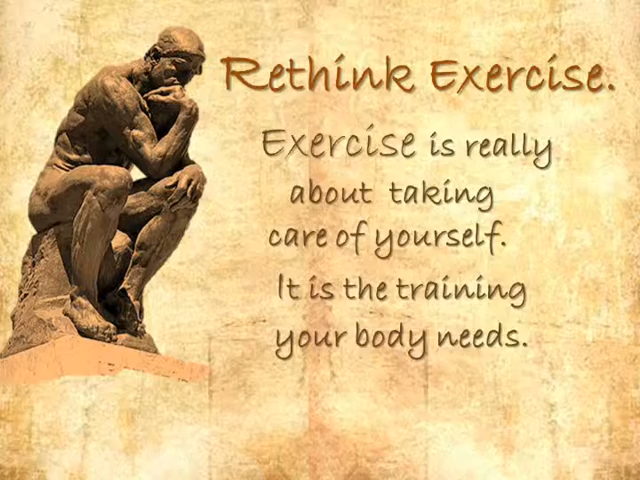 Rethink Exercise.
Exercise is really
about taking
care of yourself.
It is the training
your body needs.